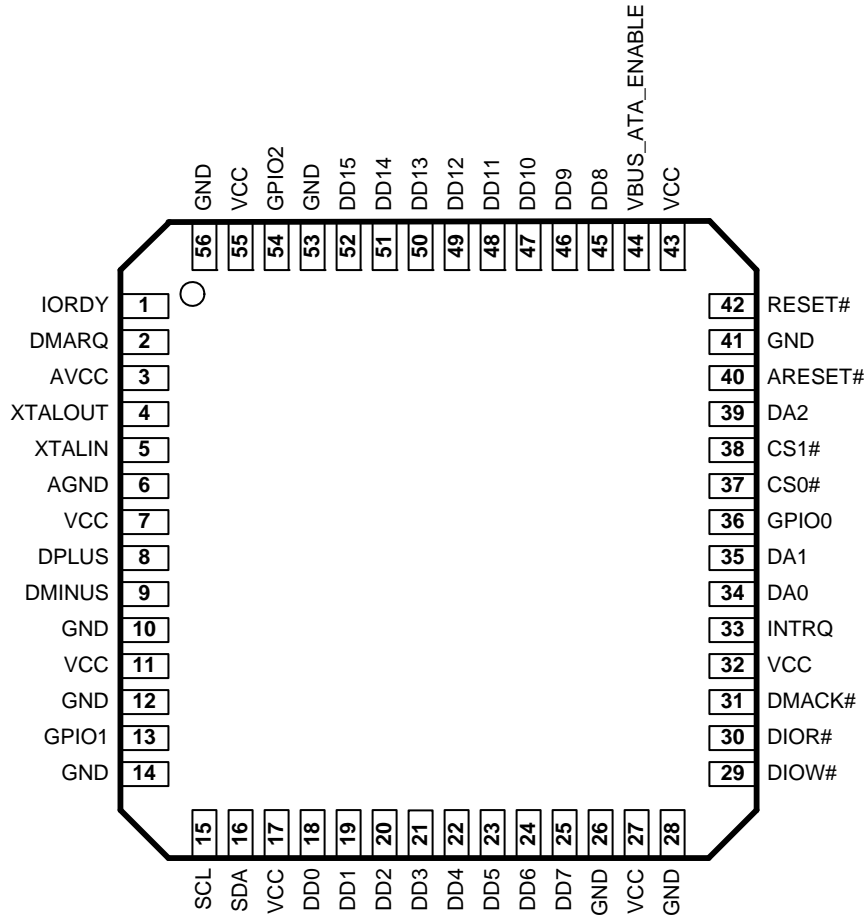 VBUS_ATA_ENABLE
GND
VCC
GPIO2
GND
DD15
DD14
DD13
DD12
DD11
DD10
DD9
DD8
VCC
56
55
54
53
52
51
50
49
48
47
46
45
44
43
IORDY 1
DMARQ 2
AVCC 3
XTALOUT 4
XTALIN 5
AGND 6
VCC 7
DPLUS 8
DMINUS 9
GND 10
VCC 11
GND 12
GPIO1 13
GND 14
42 RESET#
41 GND
40 ARESET#
39 DA2
38 CS1#
37 CS0#
36 GPIO0
35 DA1
34 DA0
33 INTRQ
32 VCC
31 DMACK#
30 DIOR#
29 DIOW#
15
16
17
18
19
20
21
22
23
24
25
26
27
28
SCL
SDA
VCC
DD0
DD1
DD2
DD3
DD4
DD5
DD6
DD7
GND
VCC
GND